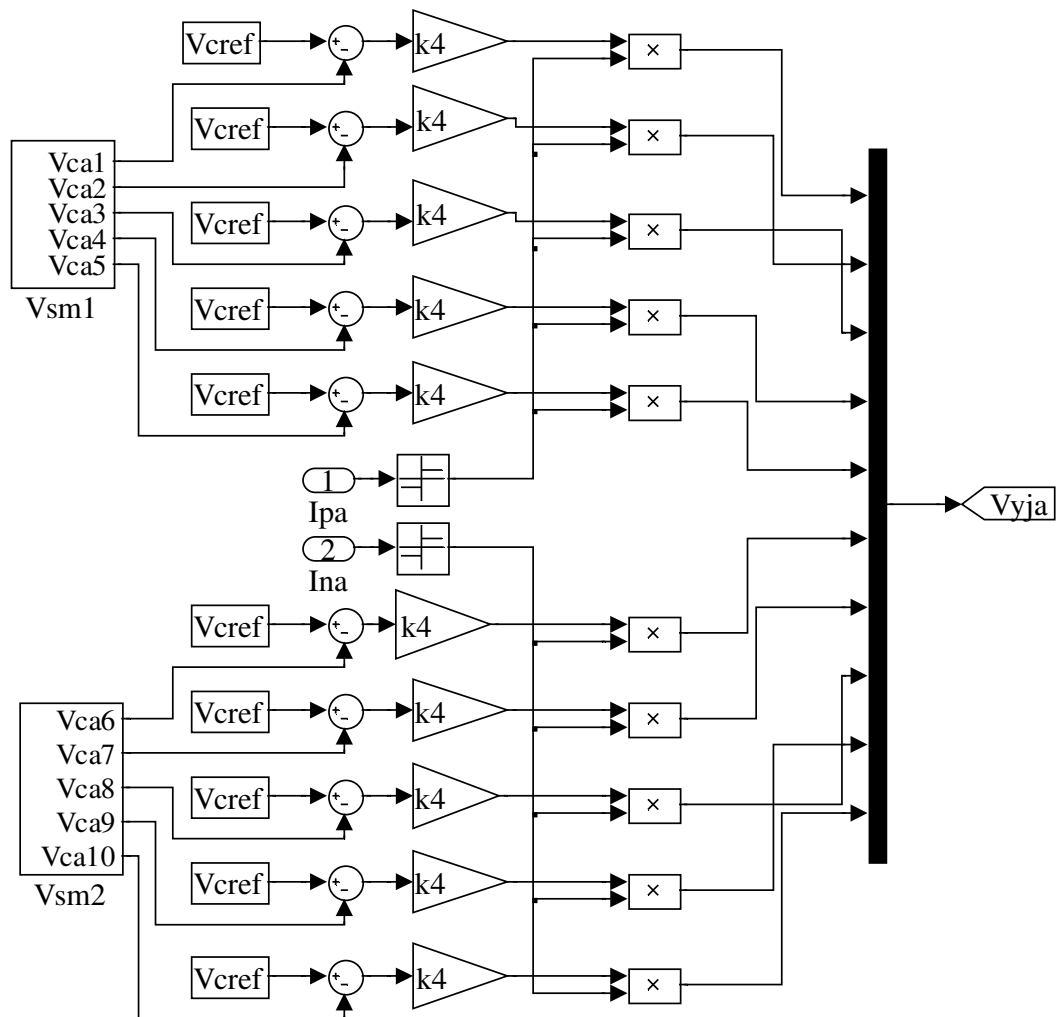 Vcref
+
-
k4
×
Vcref
+
-
k4
×
Vca1
Vca2
Vca3
Vca4
Vca5
Vsm1
Vcref
+
-
k4
×
Vcref
+
-
k4
×
Vcref
+
-
k4
×
1
Ipa
2
Ina
Vyja
Vcref
+
-
k4
×
Vca6
Vca7
Vca8
Vca9
Vca10
Vsm2
Vcref
+
-
k4
×
Vcref
+
-
k4
×
Vcref
+
-
k4
×
Vcref
+
-
k4
×